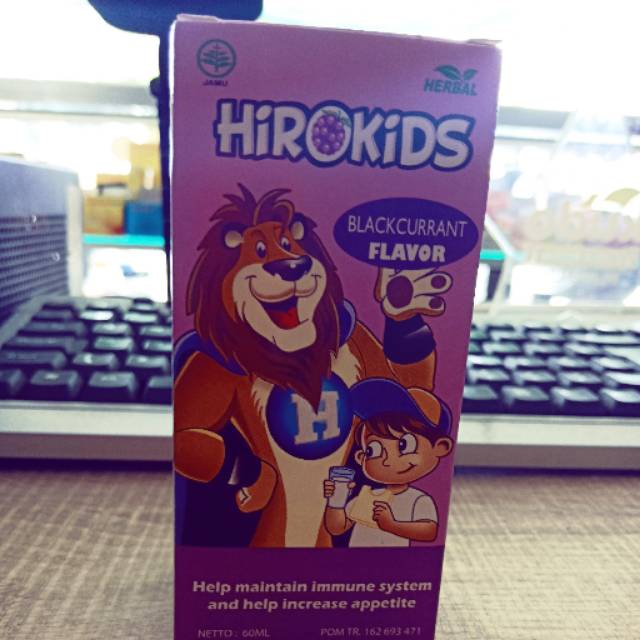 JAMU
HERBAL
HiROKiDS
BLACKCURRANT
FLAVOR
H
Help maintain immune system
and help increase appetite
NETTO : 60ML
POM TR. 162 693 471